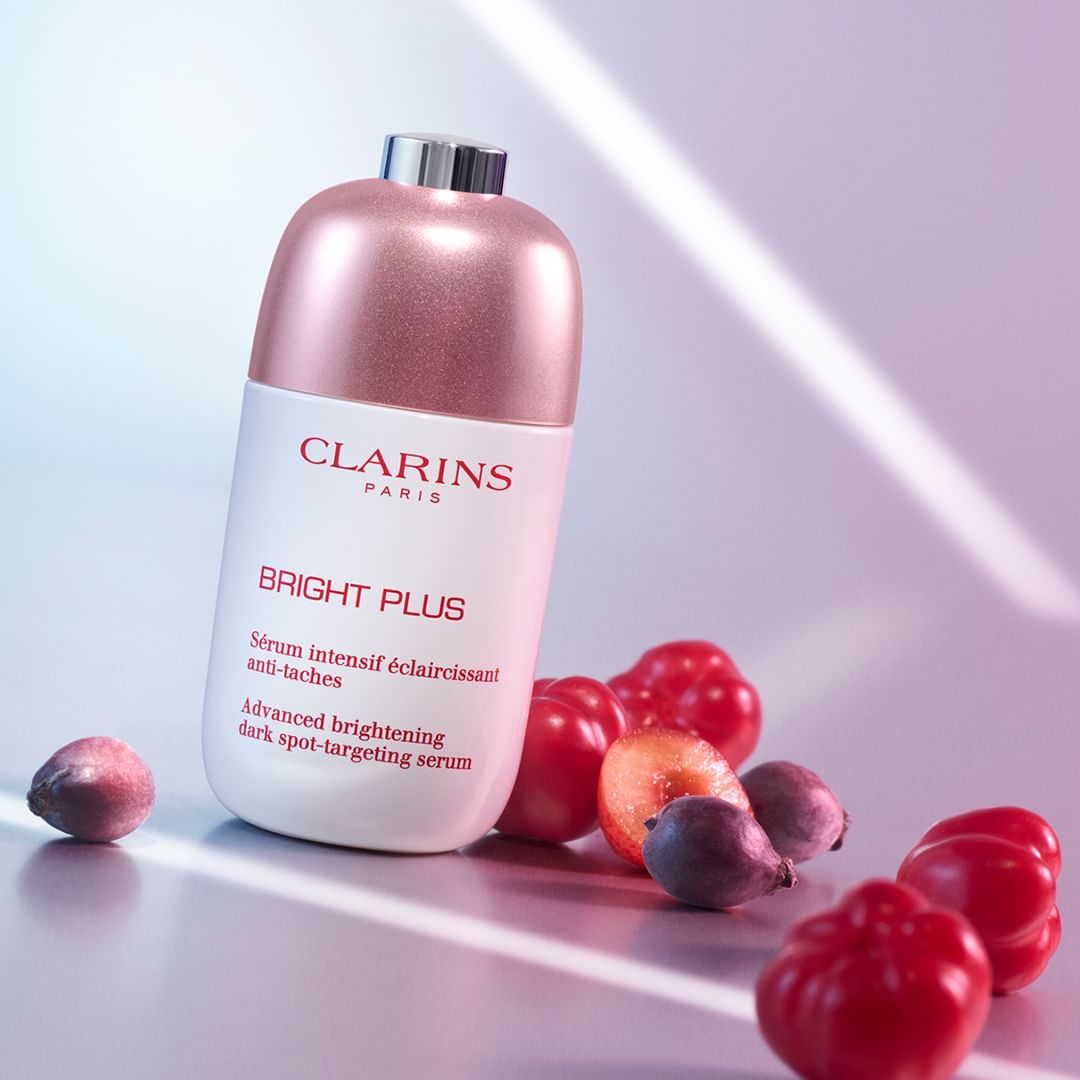 CLARINS
PARIS
BRIGHT PLUS
Sérum intensif éclaircissant
anti-taches
Advanced brightening
dark spot-targeting serum